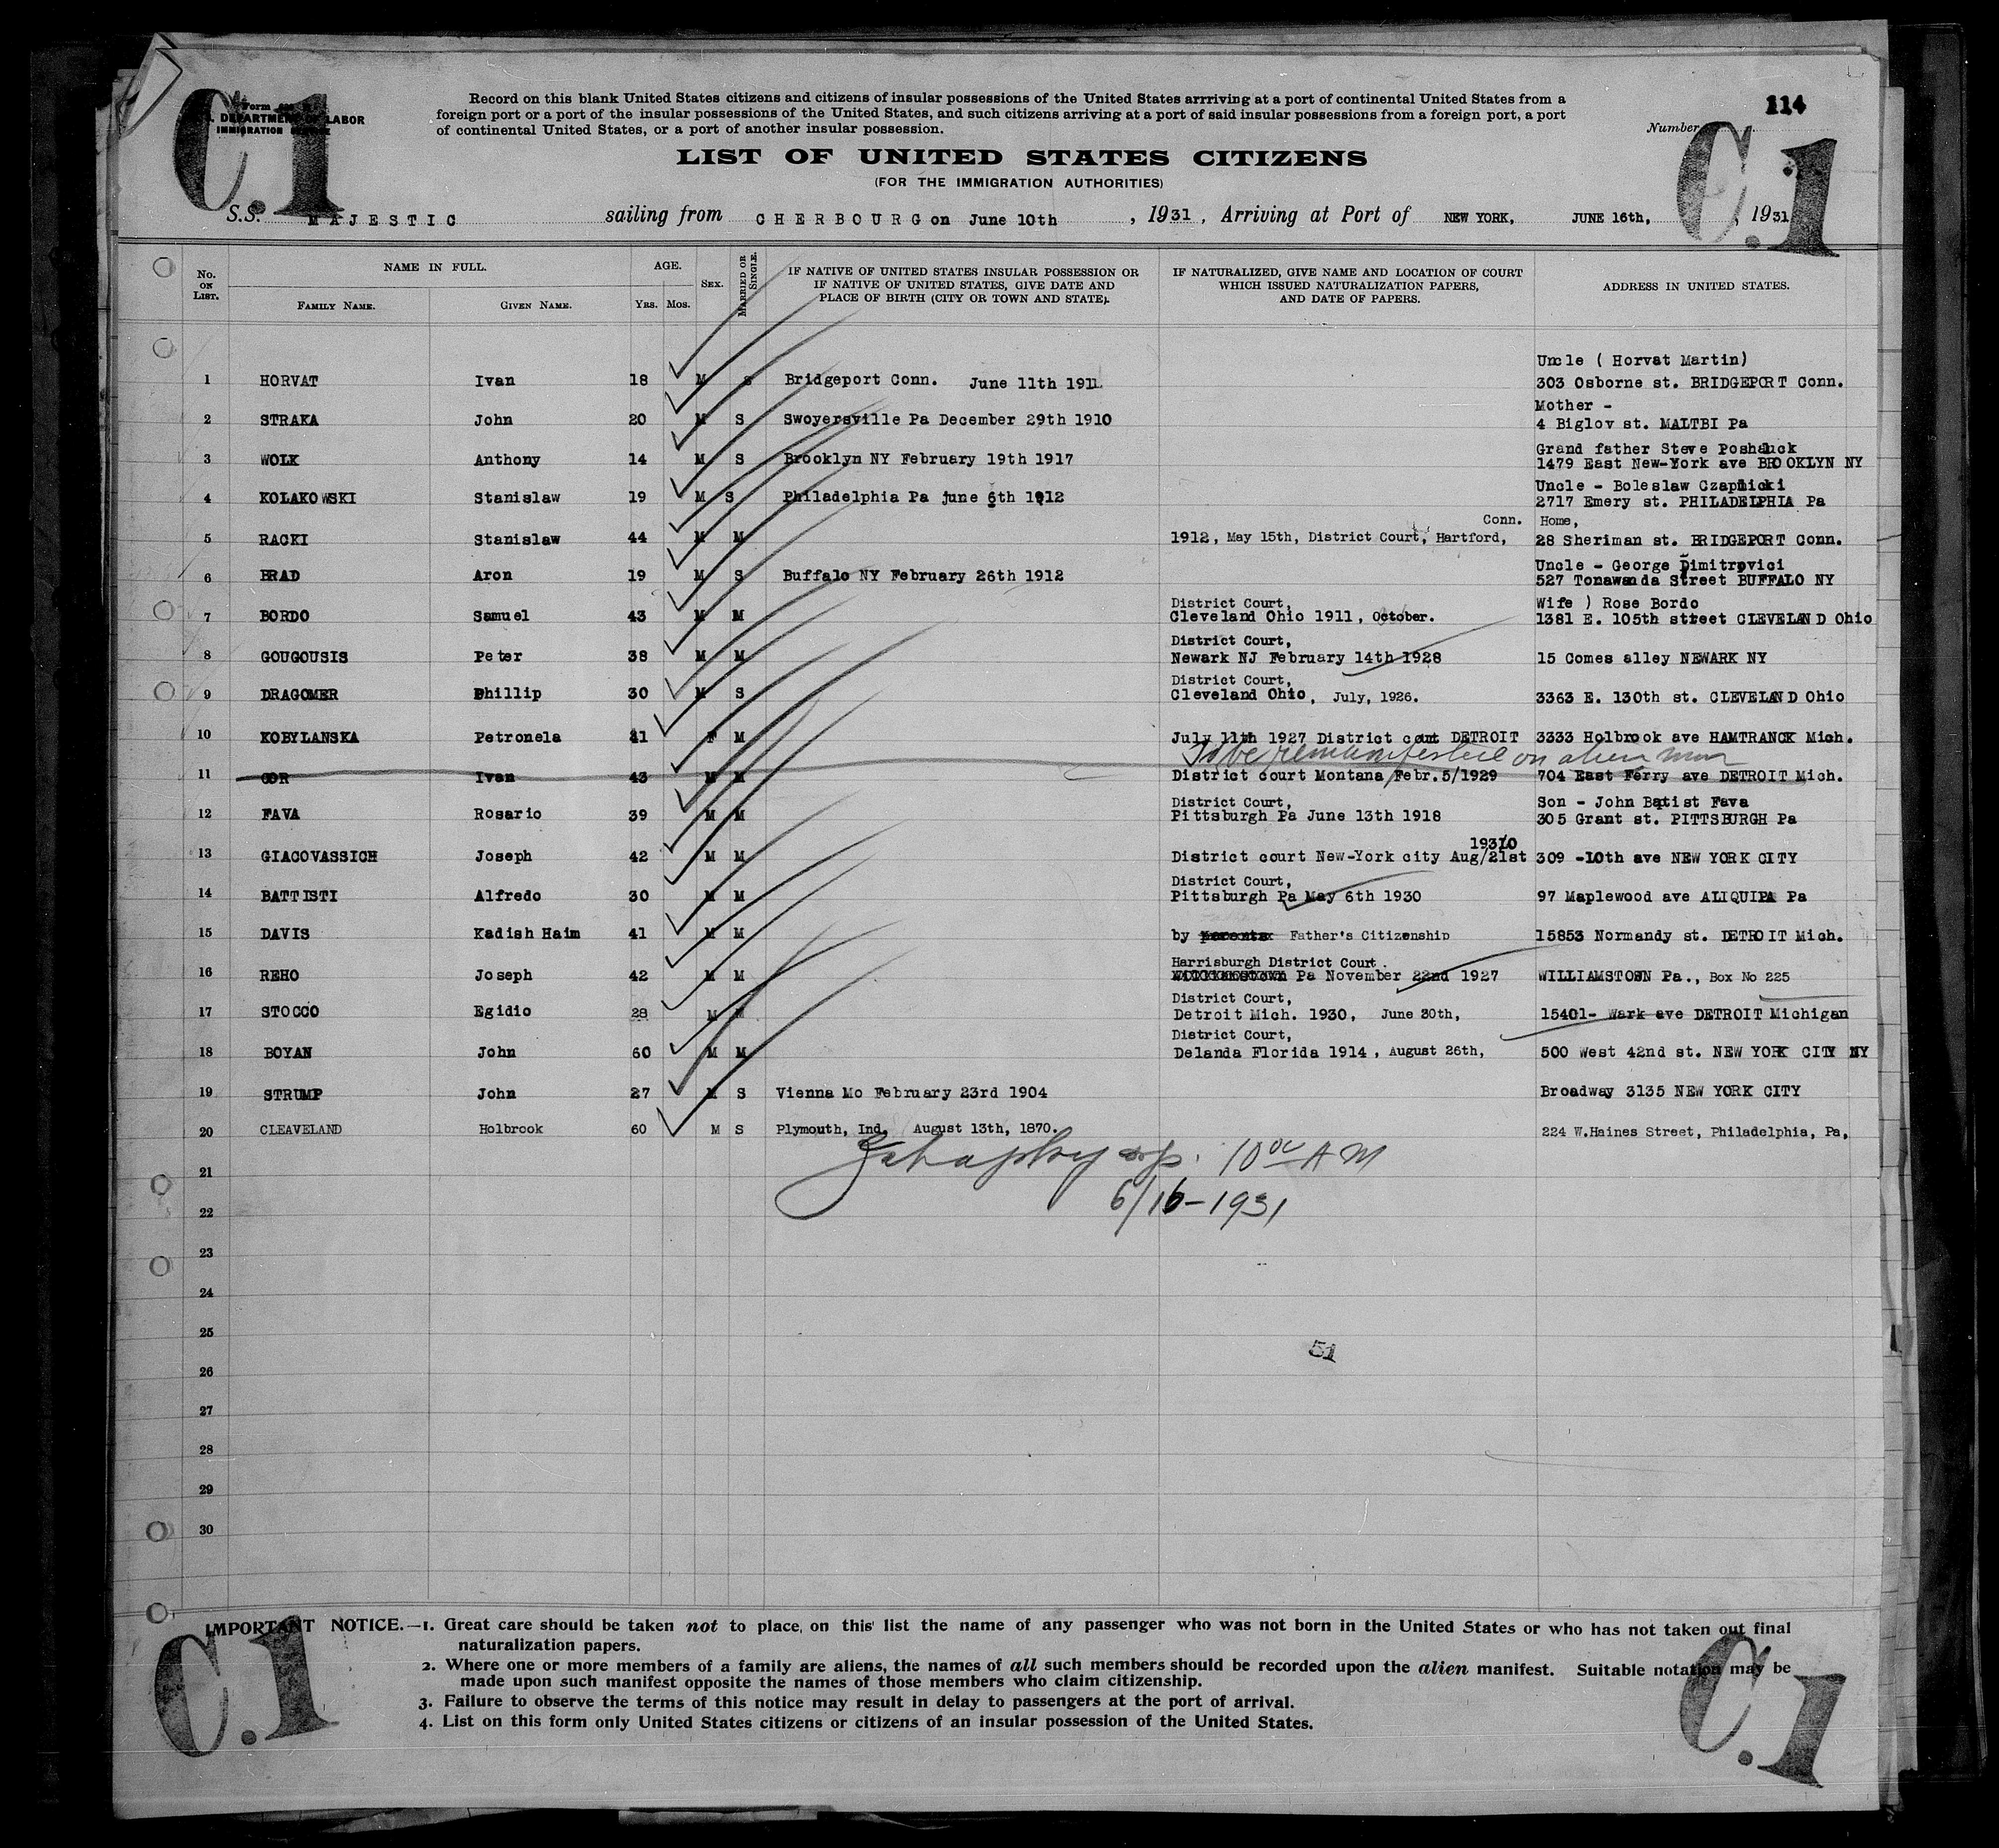 C.1
C.1
Form
DEPARTMENT OF LABOR
IMMIGRATION SERVICE
Record on this blank United States citizens and citizens of insular possessions of the United States arrriving at a port of continental United States from a
foreign port or a port of the insular possessions of the United States, and such citizens arriving at a port of said insular possessions from a foreign port, a port
of continental United States, or a port of another insular possession.
114
Number
LIST OF UNITED STATES CITIZENS
(FOR THE IMMIGRATION AUTHORITIES)
S.S. MAJESTIC sailing from CHERBOURG on June 10th, 1931, Arriving at Port of NEW YORK, JUNE 16th, 1931
No. ON LIST. NAME IN FULL. FAMILY NAME. GIVEN NAME. AGE. YRS. MOS. SEX. MARRIED OR SINGLE. IF NATIVE OF UNITED STATES INSULAR POSSESSION OR IF NATIVE OF UNITED STATES, GIVE DATE AND PLACE OF BIRTH (CITY OR TOWN AND STATE). IF NATURALIZED, GIVE NAME AND LOCATION OF COURT WHICH ISSUED NATURALIZATION PAPERS, AND DATE OF PAPERS. ADDRESS IN UNITED STATES.
Uncle ( Horvat Martin)
1 HORVAT Ivan 18 M S Bridgeport Conn. June 11th 1911 303 Osborne st. BRIDGEPORT Conn.
Mother -
2 STRAKA John 20 M S Swoyersville Pa December 29th 1910 4 Biglov st. MALTBI Pa
Grand father Steve Poshaluck
3 WOLK Anthony 14 M S Brooklyn NY February 19th 1917 1479 East New-York ave BROOKLYN NY
Uncle - Boleslaw Czaplicki
4 KOLAKOWSKI Stanislaw 19 M S Philadelphia Pa june 6th 1912 2717 Emery st. PHILADELPHIA Pa
Conn. Home,
5 RACKI Stanislaw 44 M M 1912, May 15th, District Court, Hartford, 28 Sheriman st. BRIDGEPORT Conn.
Uncle - George Dimitrovici
6 BRAD Aron 19 M S Buffalo NY February 26th 1912 527 Tonawanda Street BUFFALO NY
District Court, Wife ) Rose Bordo
7 BORDO Samuel 43 M M Cleveland Ohio 1911, October. 1381 E. 105th street CLEVELAND Ohio
District Court,
8 GOUGOUSIS Peter 38 M M Newark NJ February 14th 1928 15 Comes alley NEWARK NY
District Court,
9 DRAGOMER Phillip 30 M S Cleveland Ohio, July, 1926. 3363 E. 130th st. CLEVELAND Ohio
10 KOBYLANSKA Petronela 41 F M July 11th 1927 District court DETROIT 3333 Holbrook ave HAMTRANCK Mich.
To be remanifested on alien man
11 COR Ivan 43 M M District court Montana Febr. 5/1929 704 East Ferry ave DETROIT Mich.
District Court, Son - John Batist Fava
12 FAVA Rosario 39 M M Pittsburgh Pa June 13th 1918 305 Grant st. PITTSBURGH Pa
1930
13 GIACOVASSICH Joseph 42 M M District court New-York city Aug/21st 309 -10th ave NEW YORK CITY
District Court,
14 BATTISTI Alfredo 30 M M Pittsburgh Pa May 6th 1930 97 Maplewood ave ALIQUIPA Pa
15 DAVIS Kadish Haim 41 M M by parents Father's Citizenship 15853 Normandy st. DETROIT Mich.
Harrisburgh District Court.
16 REHO Joseph 42 M M Pa November 22nd 1927 WILLIAMSTOWN Pa., Box No 225
District Court,
17 STOCCO Egidio 28 M M Detroit Mich. 1930, June 30th, 15401- Wark ave DETROIT Michigan
District Court,
18 BOYAN John 60 M M Delanda Florida 1914, August 26th, 500 West 42nd st. NEW YORK CITY NY
19 STRUMP John 27 M S Vienna Mo February 23rd 1904 Broadway 3135 NEW YORK CITY
20 CLEAVELAND Holbrook 60 M S Plymouth, Ind, August 13th, 1870. 224 W.Haines Street, Philadelphia, Pa,
10 00 AM
21
6/16-1931
22
23
24
25
51
26
27
28
29
30
IMPORTANT NOTICE.—1. Great care should be taken not to place on this list the name of any passenger who was not born in the United States or who has not taken out final
naturalization papers.
2. Where one or more members of a family are aliens, the names of all such members should be recorded upon the alien manifest. Suitable notation may be
made upon such manifest opposite the names of those members who claim citizenship.
3. Failure to observe the terms of this notice may result in delay to passengers at the port of arrival.
4. List on this form only United States citizens or citizens of an insular possession of the United States.
C.1
C.1